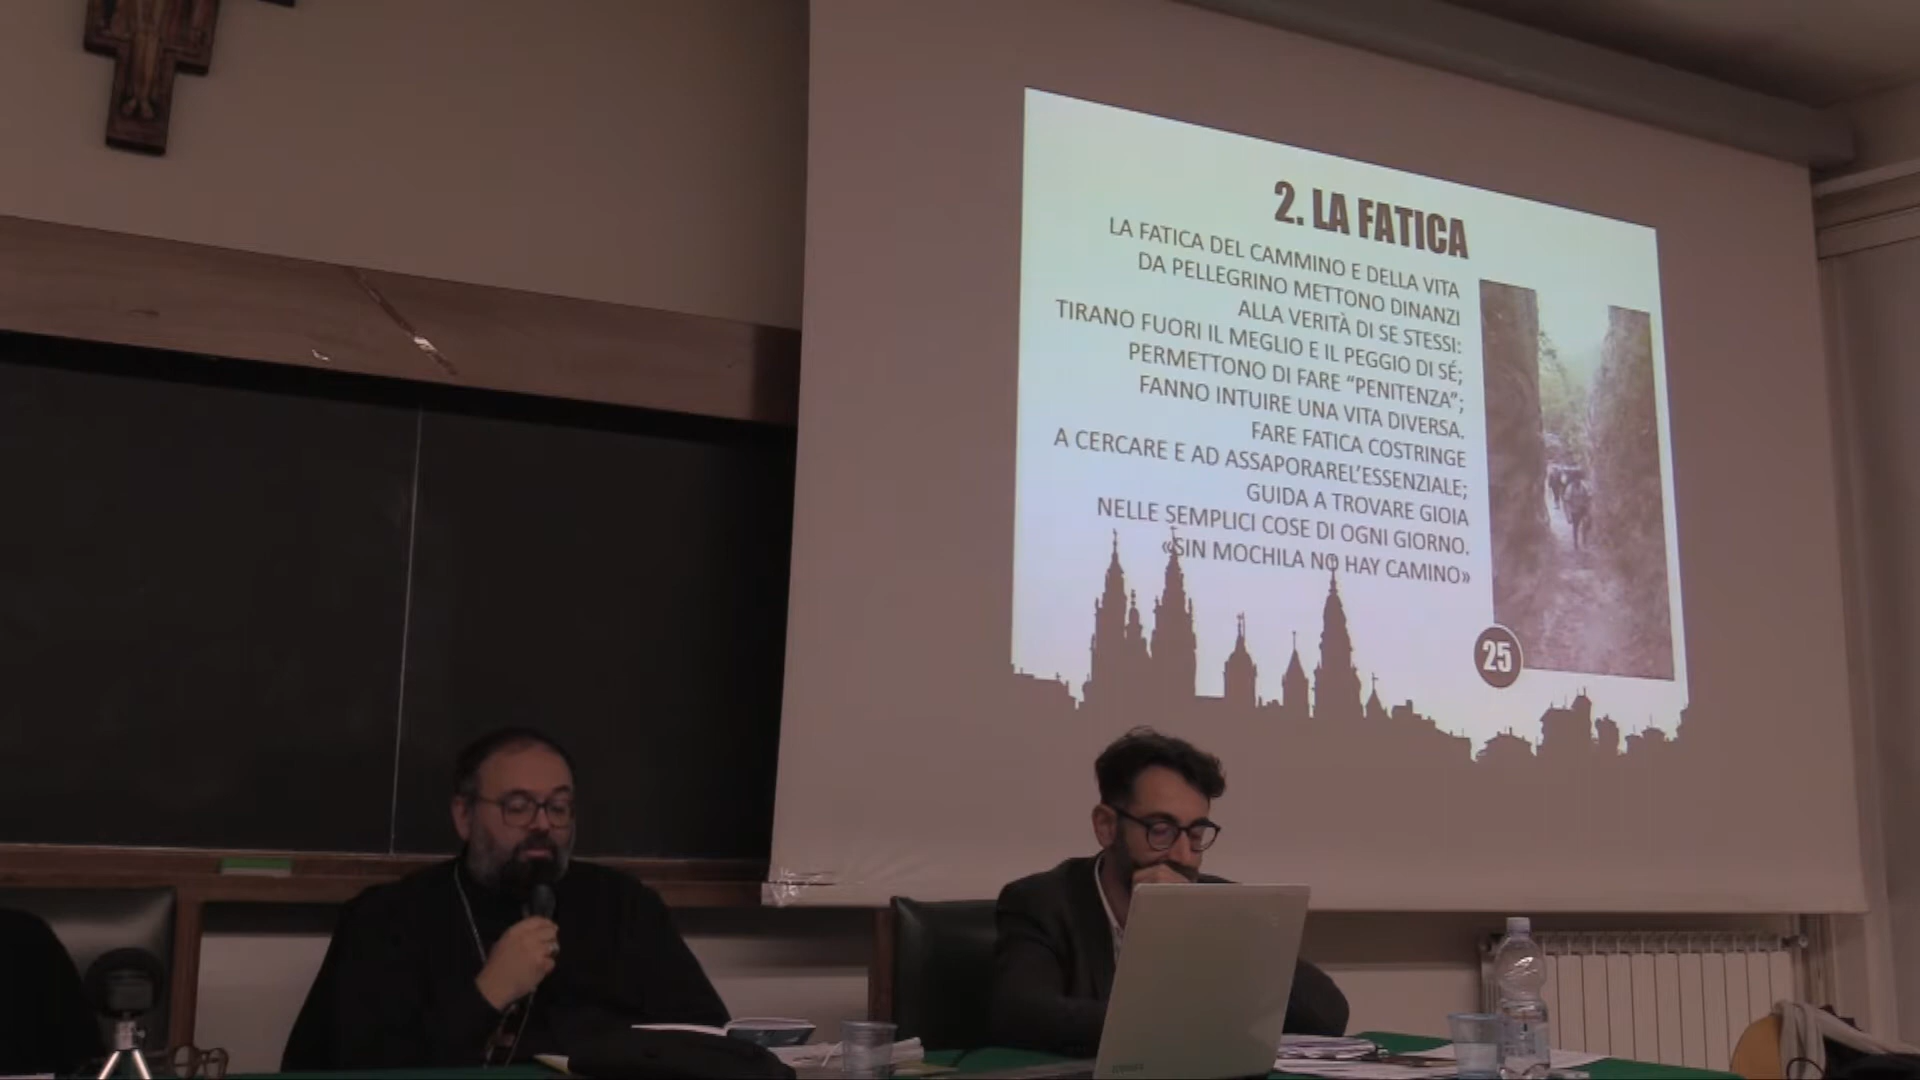 2. LA FATICA
LA FATICA DEL CAMMINO E DELLA VITA
DA PELLEGRINO METTONO DINANZI
ALLA VERITÀ DI SE STESSI:
TIRANO FUORI IL MEGLIO E IL PEGGIO DI SÉ;
PERMETTONO DI FARE “PENITENZA”;
FANNO INTUIRE UNA VITA DIVERSA.
FARE FATICA COSTRINGE
A CERCARE E AD ASSAPORAREL’ESSENZIALE;
GUIDA A TROVARE GIOIA
NELLE SEMPLICI COSE DI OGNI GIORNO.
«SIN MOCHILA NO HAY CAMINO»
25